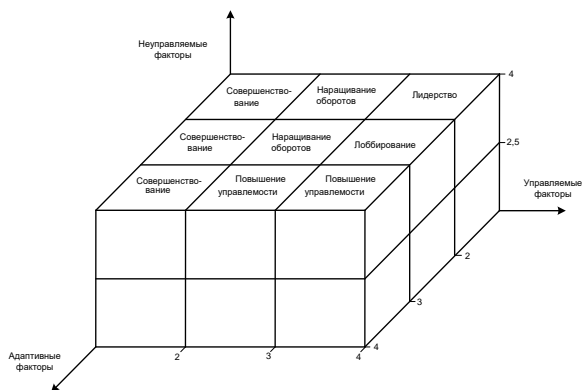 Неуправляемые
факторы
4
Совершенство-
вание
Наращивание
оборотов
Лидерство
Совершенство-
вание
Наращивание
оборотов
Лоббирование
2,5
Совершенство-
вание
Повышение
управлемости
Повышение
управлемости
Управляемые
факторы
2
3
Адаптивные
факторы
2
3
4
4